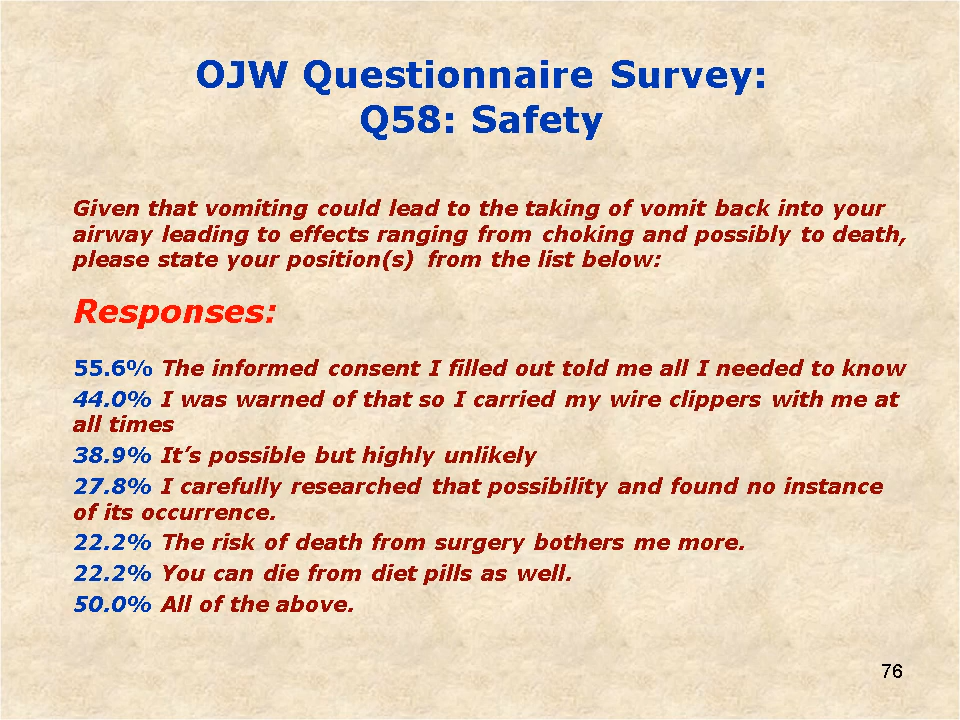 OJW Questionnaire Survey:
Q58: Safety
Given that vomiting could lead to the taking of vomit back into your
airway leading to effects ranging from choking and possibly to death,
please state your position(s) from the list below:
Responses:
55.6% The informed consent I filled out told me all I needed to know
44.0% I was warned of that so I carried my wire clippers with me at
all times
38.9% It’s possible but highly unlikely
27.8% I carefully researched that possibility and found no instance
of its occurrence.
22.2% The risk of death from surgery bothers me more.
22.2% You can die from diet pills as well.
50.0% All of the above.
76